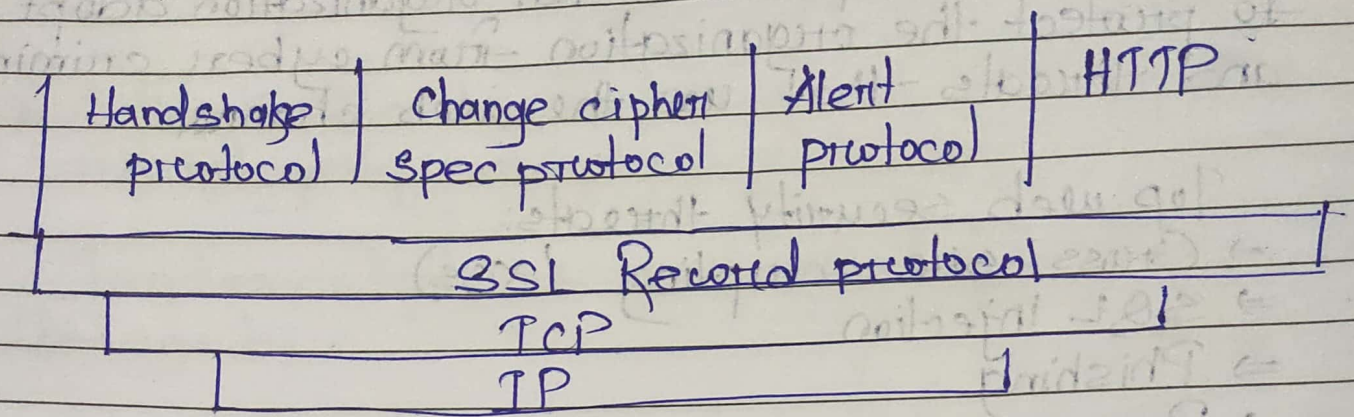 Handshake protocol
Change cipher spec protocol
Alert protocol
HTTP
SSL Record protocol
TCP
IP